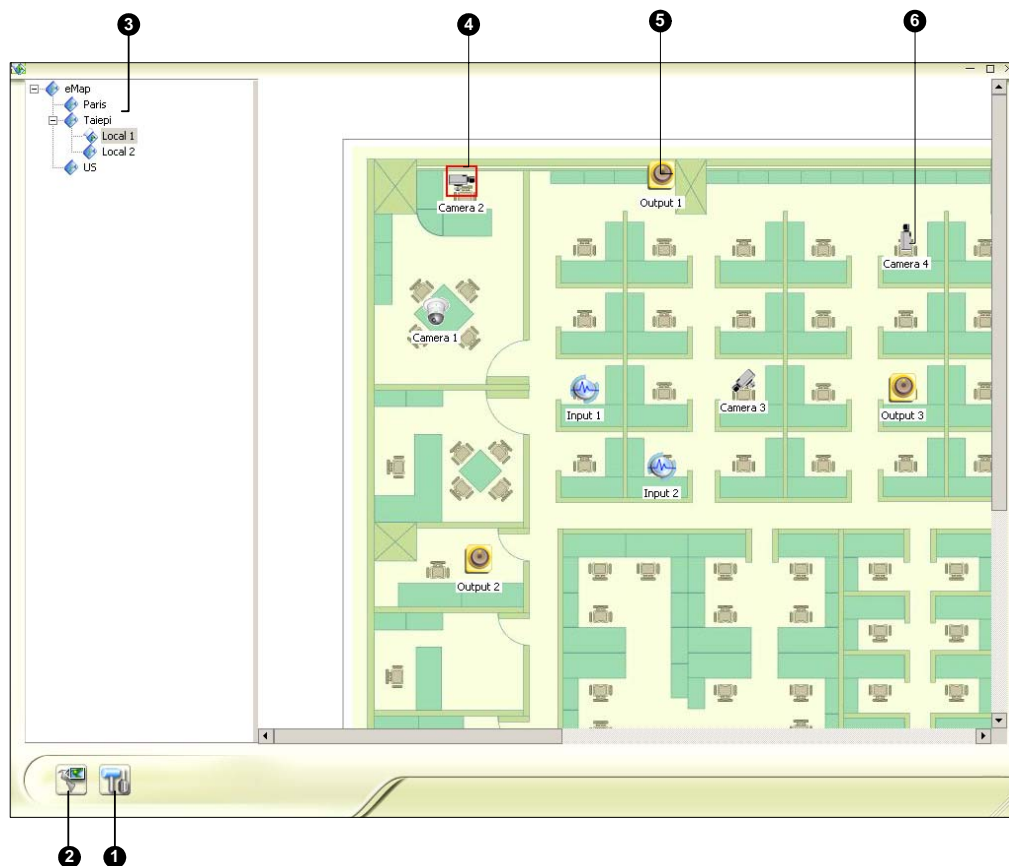 3
4
5
6
eMap
Paris
Taiepi
Local 1
Local 2
US
Camera 2
Output 1
Camera 4
Camera 1
Input 1
Camera 3
Output 3
Input 2
Output 2
2
1